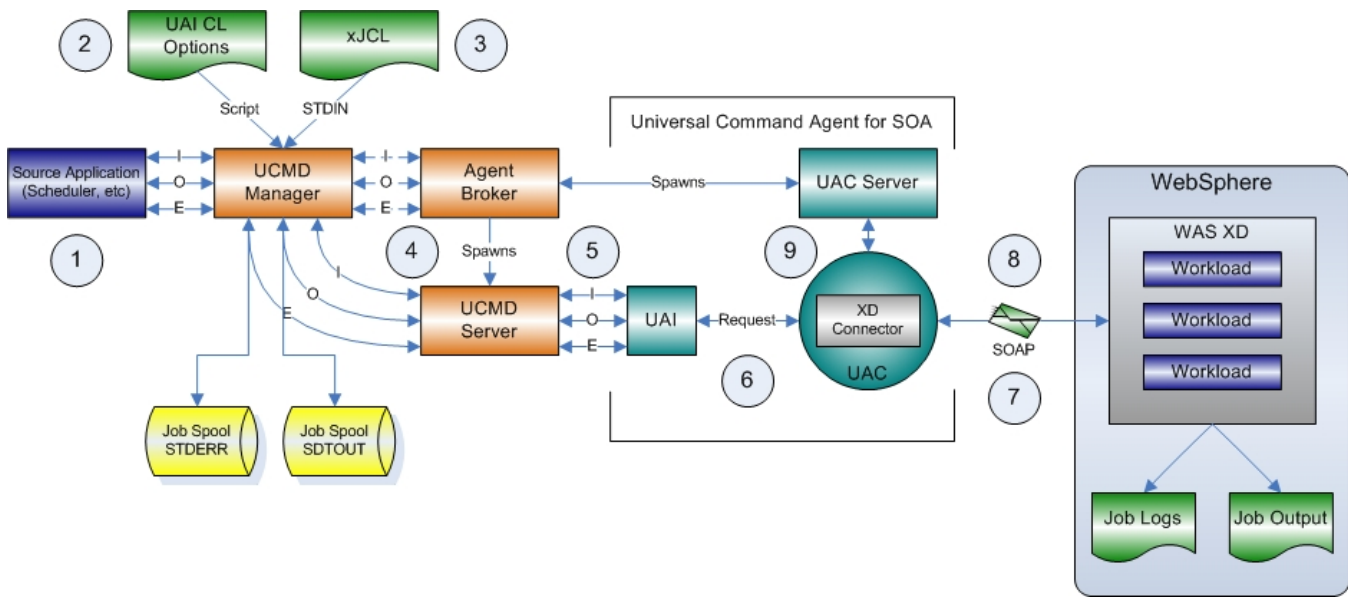 2
UAI CL
Options
xJCL
3
Script
STDIN
Universal Command Agent for SOA
Source Application
(Scheduler, etc)
I
O
E
UCMD
Manager
I
O
E
Agent
Broker
Spawns
UAC Server
1
4
Spawns
5
9
8
I
O
E
UCMD
Server
I
O
E
UAI
Request
XD
Connector
UAC
6
SOAP
7
WebSphere
WAS XD
Workload
Workload
Workload
Job Spool
STDERR
Job Spool
SDTOUT
Job Logs
Job Output